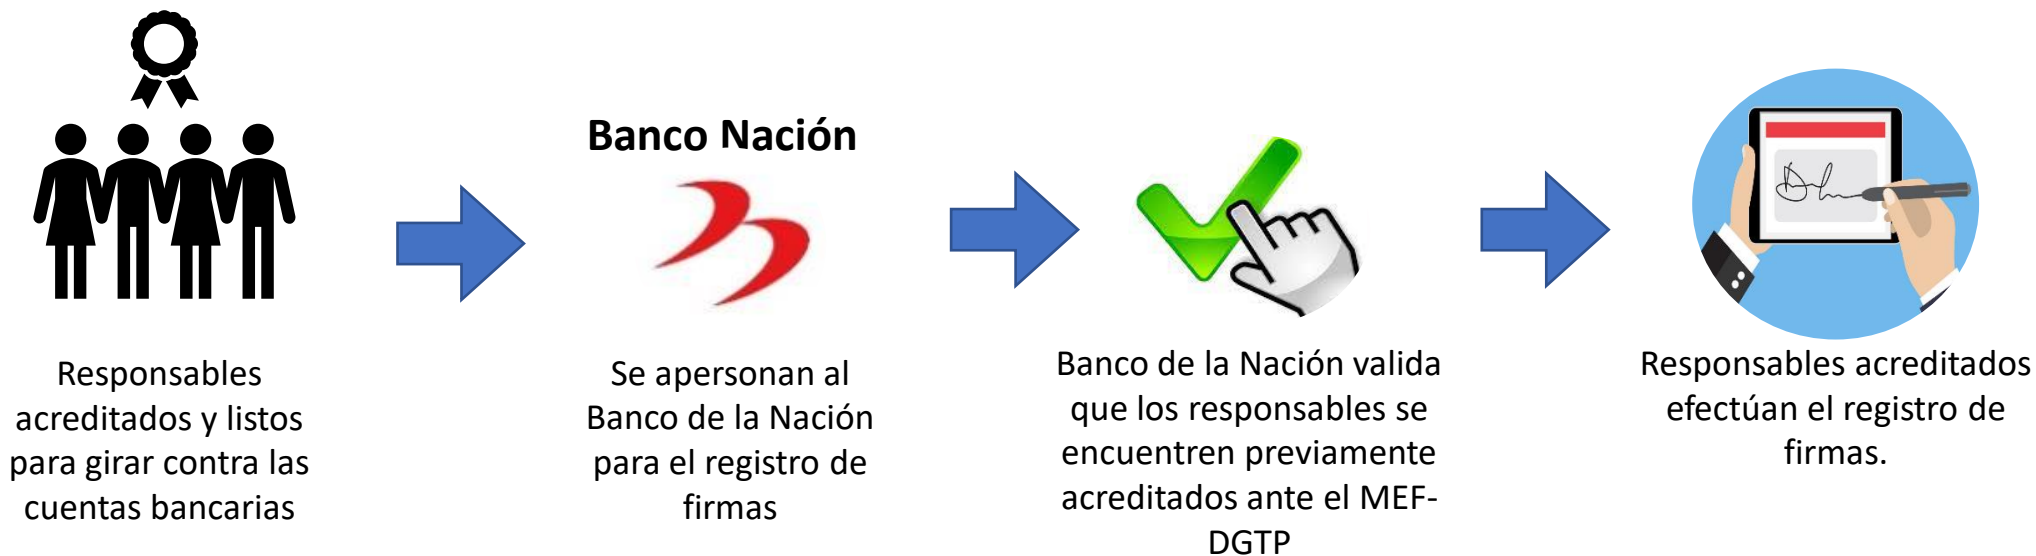 Responsables
acreditados y listos
para girar contra las
cuentas bancarias
Banco Nación
Se apersonan al
Banco de la Nación
para el registro de
firmas
Banco de la Nación valida
que los responsables se
encuentren previamente
acreditados ante el MEF-
DGTP
Responsables acreditados
efectúan el registro de
firmas.